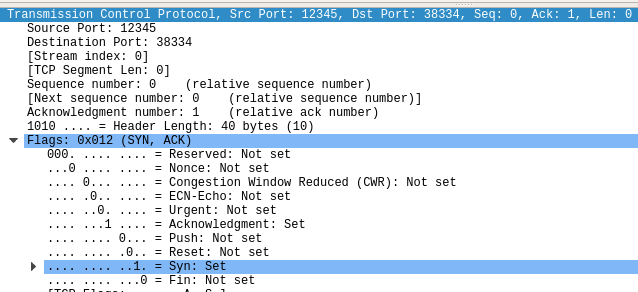 Transmission Control Protocol, Src Port: 12345, Dst Port: 38334, Seq: 0, Ack: 1, Len: 0
Source Port: 12345
Destination Port: 38334
[Stream index: 0]
[TCP Segment Len: 0]
Sequence number: 0    (relative sequence number)
[Next sequence number: 0    (relative sequence number)]
Acknowledgment number: 1    (relative ack number)
1010 .... = Header Length: 40 bytes (10)
Flags: 0x012 (SYN, ACK)
000. .... .... = Reserved: Not set
...0 .... .... = Nonce: Not set
.... 0... .... = Congestion Window Reduced (CWR): Not set
.... .0.. .... = ECN-Echo: Not set
.... ..0. .... = Urgent: Not set
.... ...1 .... = Acknowledgment: Set
.... .... 0... = Push: Not set
.... .... .0.. = Reset: Not set
.... .... ..1. = Syn: Set
.... .... ...0 = Fin: Not set